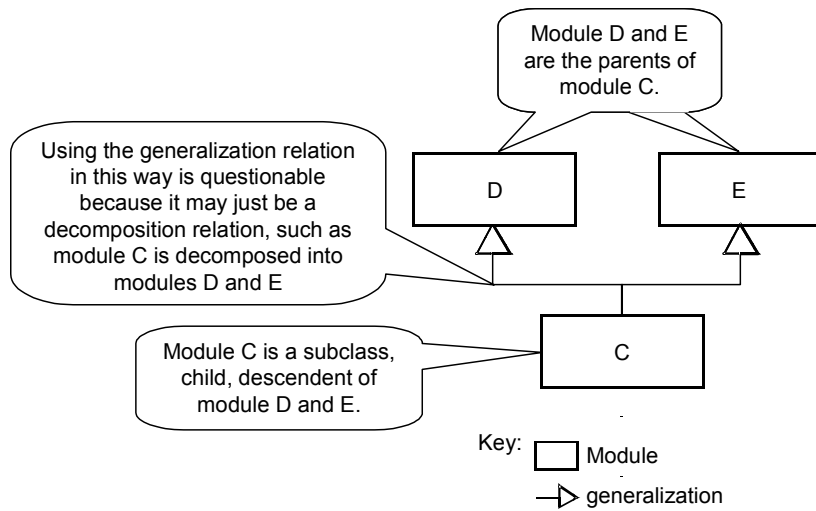 Module D and E
are the parents of
module C.
Using the generalization relation
in this way is questionable
because it may just be a
decomposition relation, such as
module C is decomposed into
modules D and E
D
E
Module C is a subclass,
child, descendent of
module D and E.
C
Key:
Module
generalization